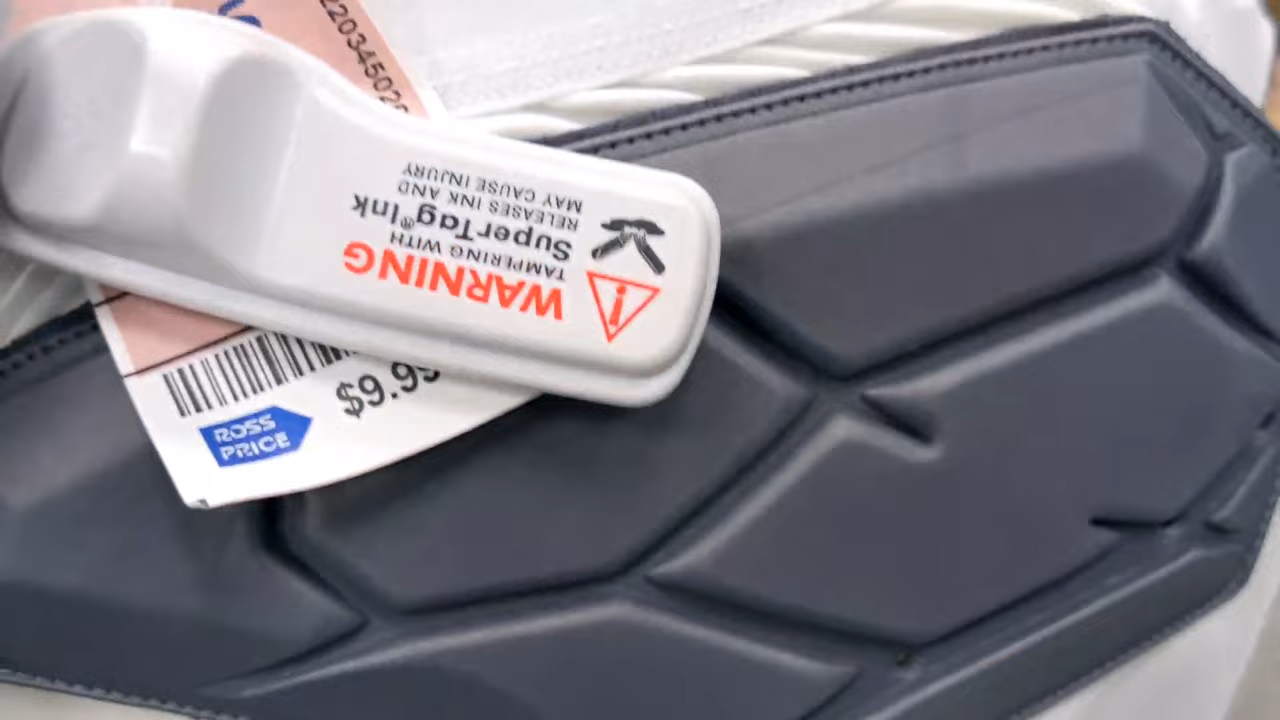 WARNING
TAMPERING WITH
SuperTag® Ink
RELEASES INK AND
MAY CAUSE INJURY
$9.99
ROSS
PRICE